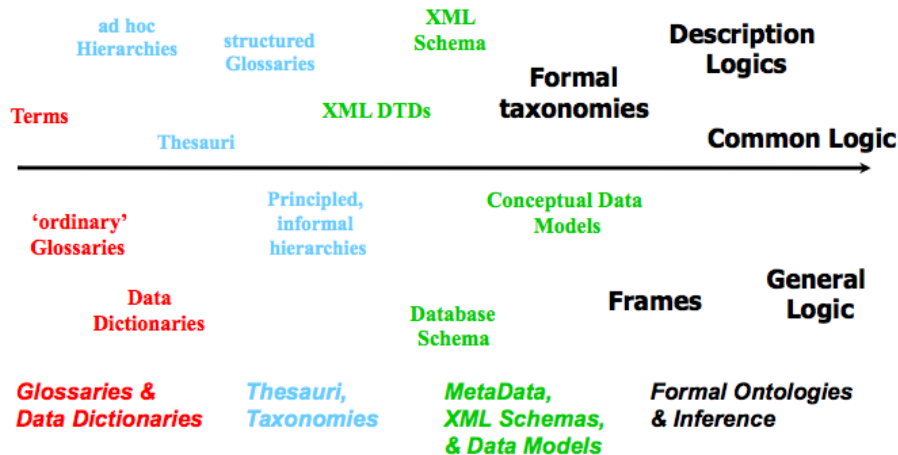 ad hoc
Hierarchies
structured
Glossaries
XML
Schema
Description
Logics
Formal
taxonomies
Terms
XML DTDs
Thesauri
Common Logic
‘ordinary’
Glossaries
Principled,
informal
hierarchies
Conceptual Data
Models
Data
Dictionaries
Database
Schema
Frames
General
Logic
Glossaries &
Data Dictionaries
Thesauri,
Taxonomies
MetaData,
XML Schemas,
& Data Models
Formal Ontologies
& Inference